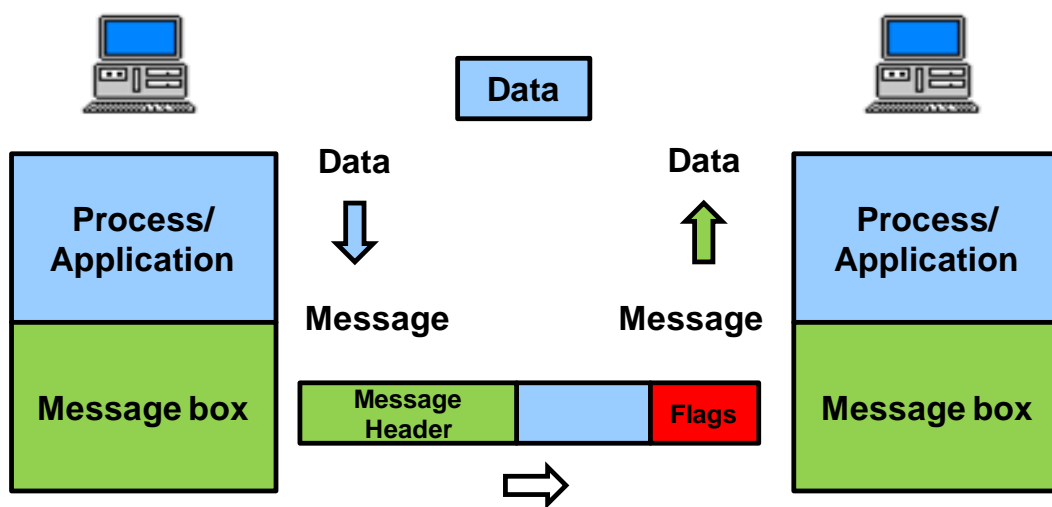 Data
Data
Data
Process/
Application
Process/
Application
Message
Message
Message box
Message
Header
Flags
Message box